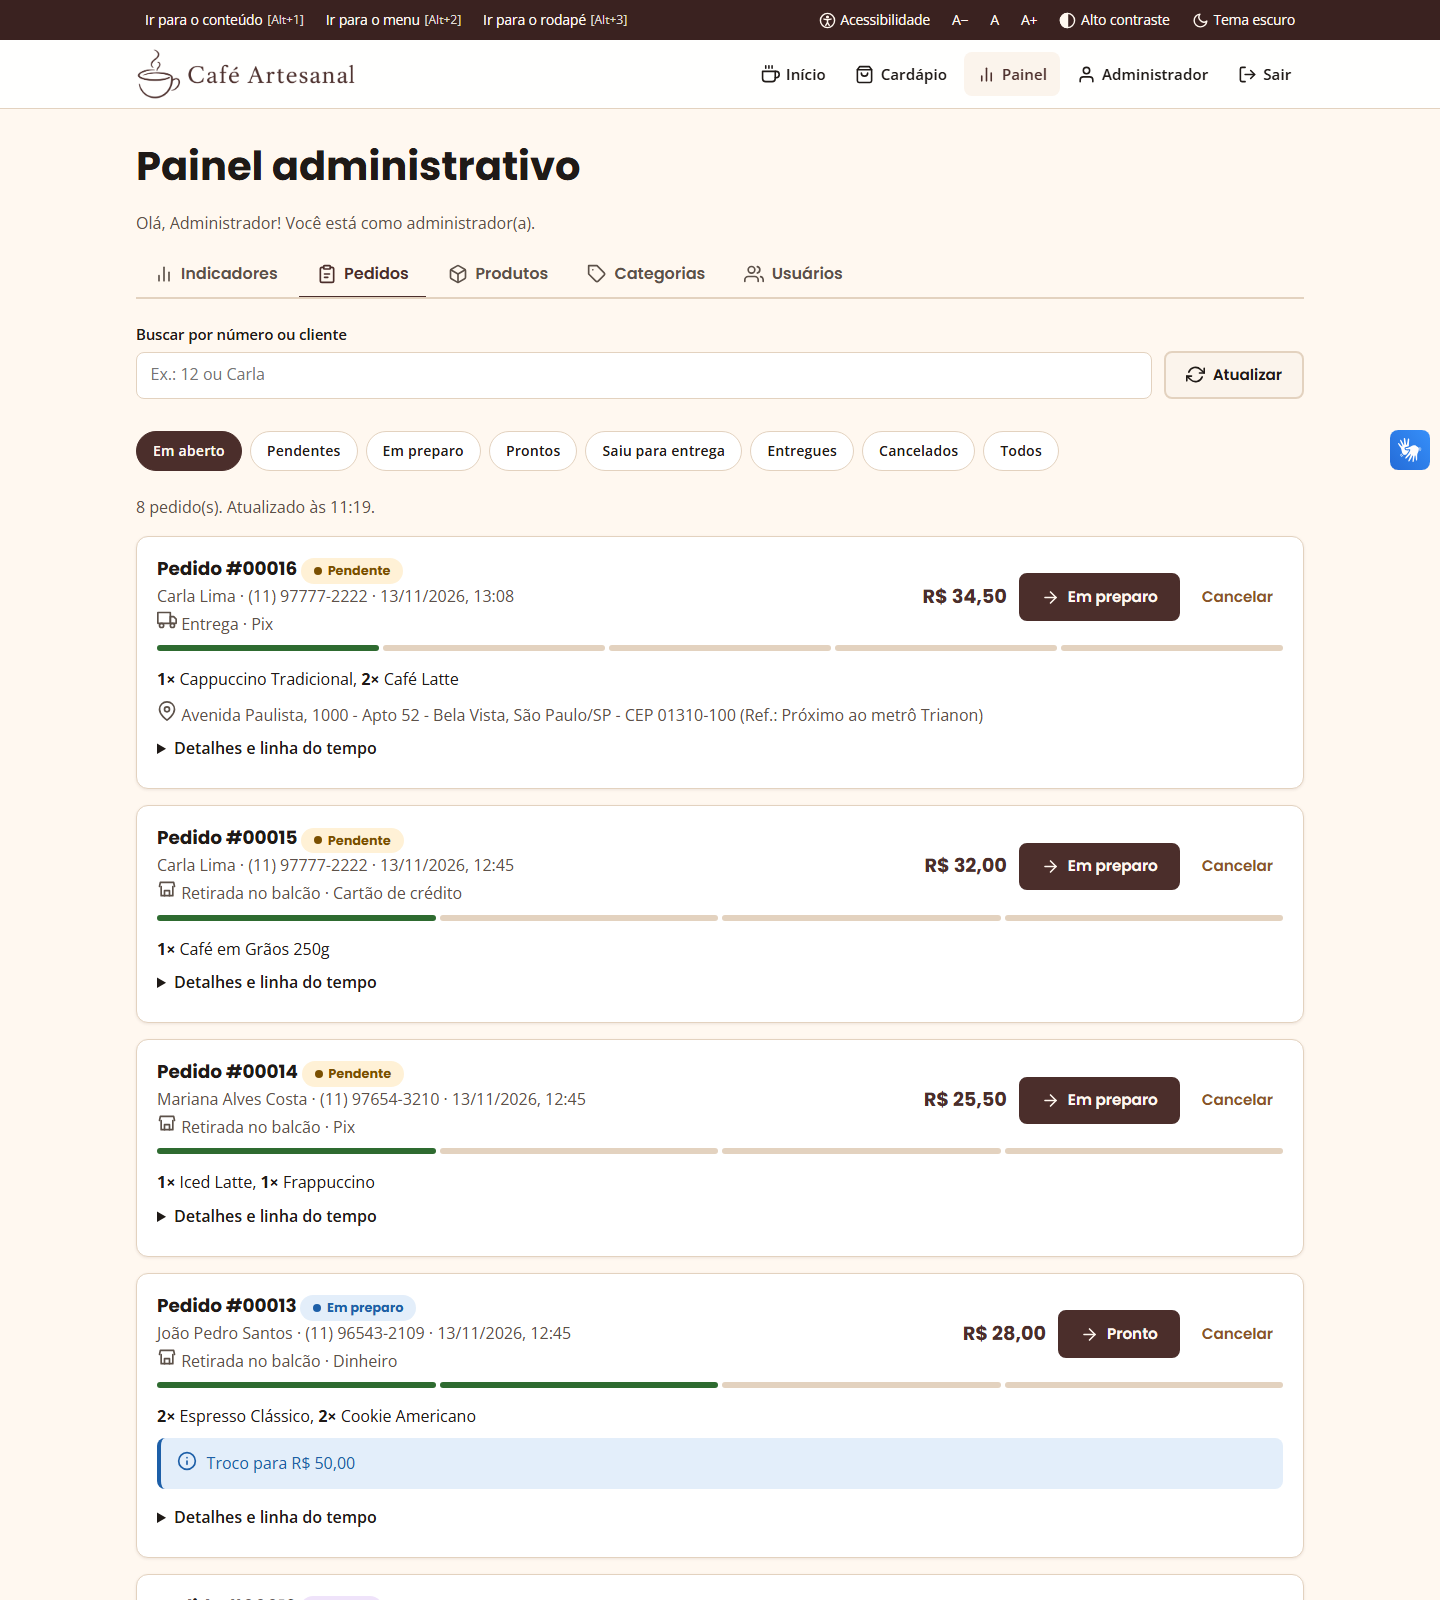 Ir para o conteúdo [Alt+1] Ir para o menu [Alt+2] Ir para o rodapé [Alt+3] Acessibilidade A− A A+ Alto contraste Tema escuro
Café Artesanal Início Cardápio Painel Administrador Sair
Painel administrativo
Olá, Administrador! Você está como administrador(a).
Indicadores Pedidos Produtos Categorias Usuários
Buscar por número ou cliente
Ex.: 12 ou Carla Atualizar
Em aberto Pendentes Em preparo Prontos Saiu para entrega Entregues Cancelados Todos
8 pedido(s). Atualizado às 11:19.
Pedido #00016 Pendente
Carla Lima · (11) 97777-2222 · 13/11/2026, 13:08
Entrega · Pix
R$ 34,50 Em preparo Cancelar
1× Cappuccino Tradicional, 2× Café Latte
Avenida Paulista, 1000 - Apto 52 - Bela Vista, São Paulo/SP - CEP 01310-100 (Ref.: Próximo ao metrô Trianon)
Detalhes e linha do tempo
Pedido #00015 Pendente
Carla Lima · (11) 97777-2222 · 13/11/2026, 12:45
Retirada no balcão · Cartão de crédito
R$ 32,00 Em preparo Cancelar
1× Café em Grãos 250g
Detalhes e linha do tempo
Pedido #00014 Pendente
Mariana Alves Costa · (11) 97654-3210 · 13/11/2026, 12:45
Retirada no balcão · Pix
R$ 25,50 Em preparo Cancelar
1× Iced Latte, 1× Frappuccino
Detalhes e linha do tempo
Pedido #00013 Em preparo
João Pedro Santos · (11) 96543-2109 · 13/11/2026, 12:45
Retirada no balcão · Dinheiro
R$ 28,00 Pronto Cancelar
2× Espresso Clássico, 2× Cookie Americano
Troco para R$ 50,00
Detalhes e linha do tempo